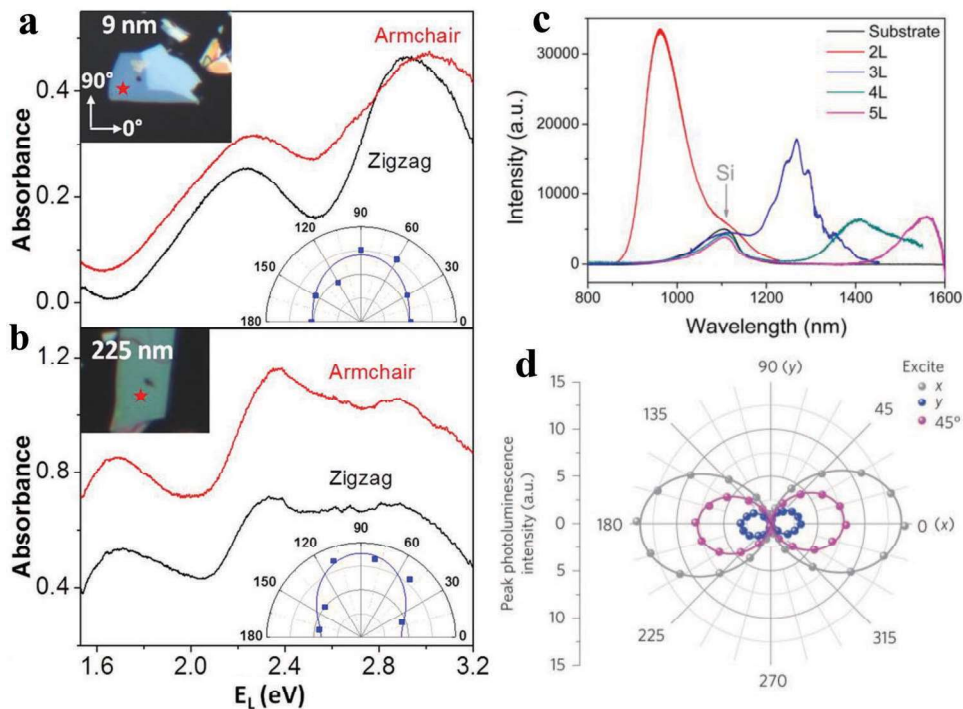 a
9 nm
90°
0°
Armchair
Zigzag
Absorbance
0.4
0.2
0.0
120
90
60
150
30
180
0
b
225 nm
Armchair
Zigzag
Absorbance
1.2
0.8
0.4
120
90
60
150
30
180
0
1.6
2.0
2.4
2.8
3.2
E_L (eV)
c
Substrate
2L
3L
4L
5L
Si
Intensity (a.u.)
30000
20000
10000
0
800
1000
1200
1400
1600
Wavelength (nm)
d
90 (y)
Excite
x
y
45°
135
45
180
0 (x)
225
315
270
Peak photoluminescence
intensity (a.u.)
15
10
5
0
5
10
15